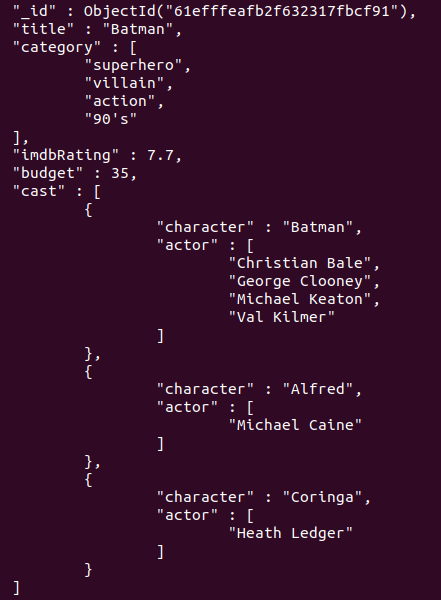 "_id" : ObjectId("61efffeafb2f632317fbcf91"),
"title" : "Batman",
"category" : [
"superhero",
"villain",
"action",
"90's"
],
"imdbRating" : 7.7,
"budget" : 35,
"cast" : [
{
"character" : "Batman",
"actor" : [
"Christian Bale",
"George Clooney",
"Michael Keaton",
"Val Kilmer"
]
},
{
"character" : "Alfred",
"actor" : [
"Michael Caine"
]
},
{
"character" : "Coringa",
"actor" : [
"Heath Ledger"
]
}
]